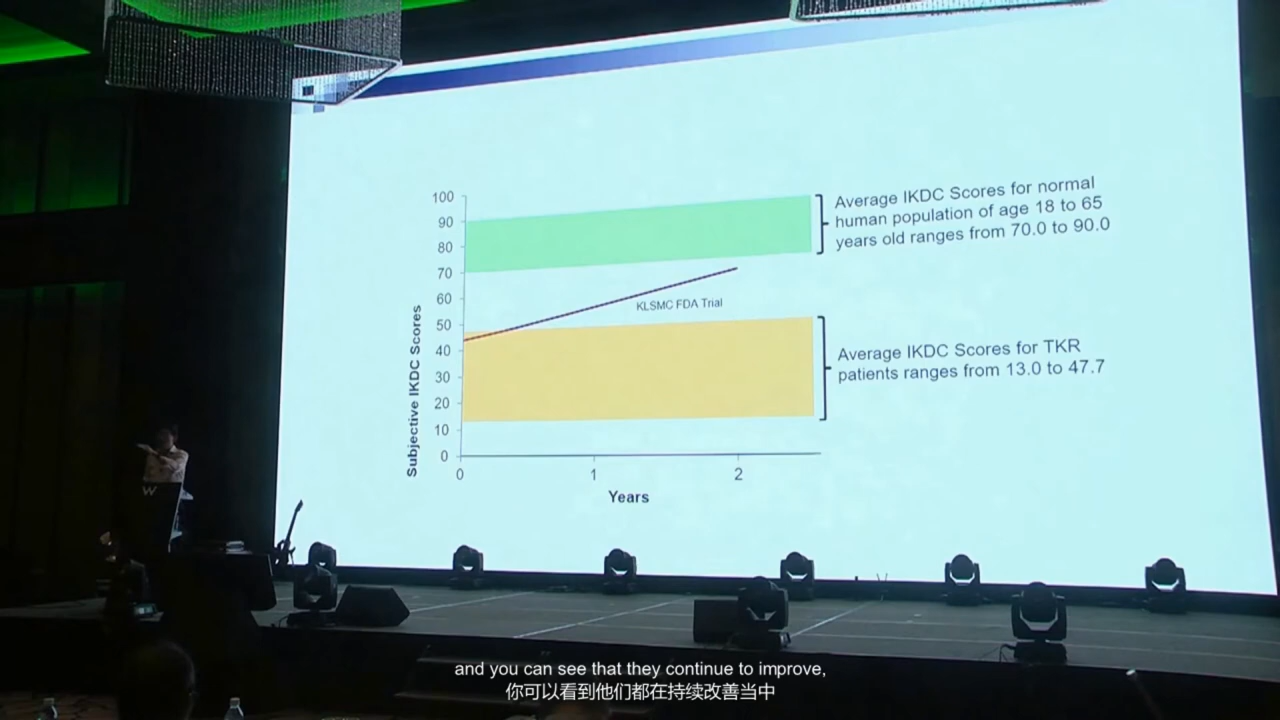 100
90
80
70
60
50
40
30
20
10
0
Subjective IKDC Scores
0
1
2
Years
KLSMC FDA Trial
Average IKDC Scores for normal
human population of age 18 to 65
years old ranges from 70.0 to 90.0
Average IKDC Scores for TKR
patients ranges from 13.0 to 47.7
W
and you can see that they continue to improve,
你可以看到他们都在持续改善当中